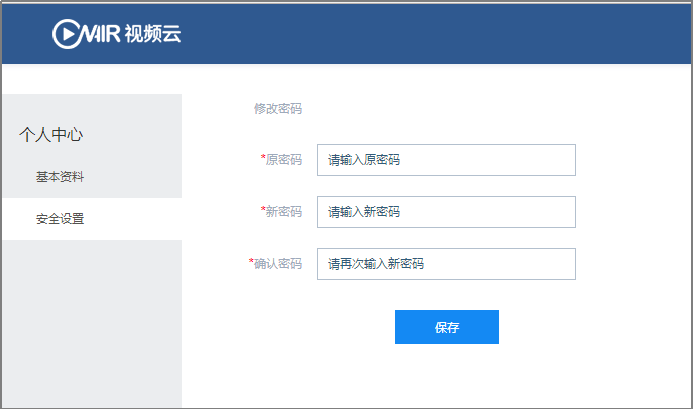 MIR 视频云
个人中心
基本资料
安全设置
修改密码
*原密码 请输入原密码
*新密码 请输入新密码
*确认密码 请再次输入新密码
保存